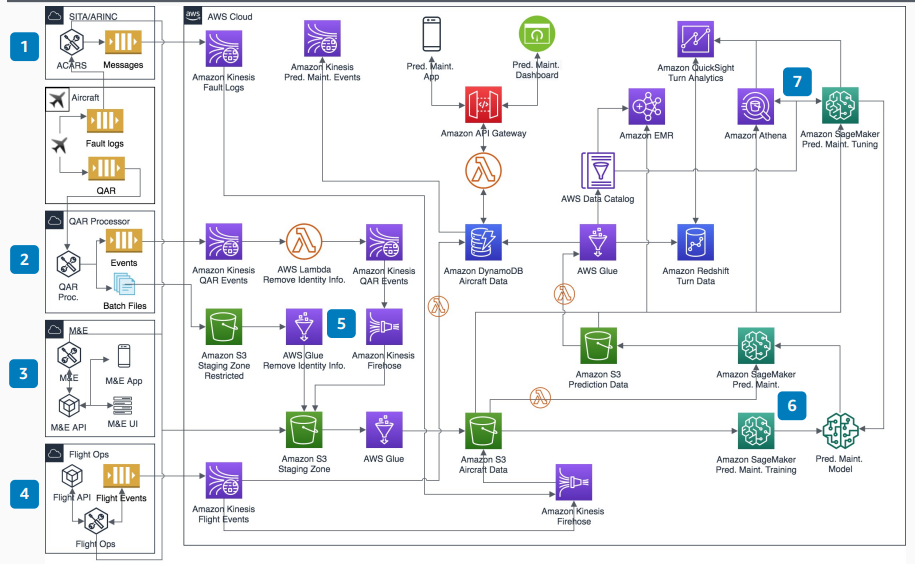 SITA/ARINC
aws
AWS Cloud
1
ACARS
Messages
Amazon Kinesis
Fault Logs
Amazon Kinesis
Pred. Maint. Events
Pred. Maint.
App
Pred. Maint.
Dashboard
Amazon QuickSight
Turn Analytics
7
Aircraft
Fault logs
QAR
Amazon API Gateway
Amazon EMR
Amazon Athena
Amazon SageMaker
Pred. Maint. Tuning
AWS Data Catalog
QAR Processor
2
QAR
Proc.
Events
Batch Files
Amazon Kinesis
QAR Events
AWS Lambda
Remove Identity Info.
Amazon Kinesis
QAR Events
Amazon DynamoDB
Aircraft Data
AWS Glue
Amazon Redshift
Turn Data
5
Amazon S3
Staging Zone
Restricted
AWS Glue
Remove Identity Info.
Amazon Kinesis
Firehose
Amazon S3
Prediction Data
Amazon SageMaker
Pred. Maint.
M&E
3
M&E
M&E App
M&E API
M&E UI
6
Amazon S3
Staging Zone
AWS Glue
Amazon S3
Aircraft Data
Amazon SageMaker
Pred. Maint. Training
Pred. Maint.
Model
Flight Ops
4
Flight API
Flight Events
Flight Ops
Amazon Kinesis
Flight Events
Amazon Kinesis
Firehose